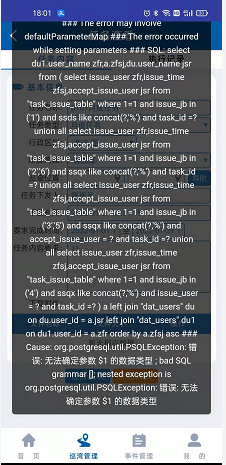 18:01
### The error may involve
defaultParameterMap ### The error occurred
while setting parameters ### SQL: select
du1.user_name zfr,a.zfsj,du.user_name jsr
from ( select issue_user zfr,issue_time
zfsj,accept_issue_user jsr from
"task_issue_table" where 1=1 and issue_jb in
('1') and ssds like concat(?,'%') and task_id =?
union all select issue_user zfr,issue_time
zfsj,accept_issue_user jsr from
"task_issue_table" where 1=1 and issue_jb in
('2','6') and ssqx like concat(?,'%') and task_id
=? union all select issue_user zfr,issue_time
zfsj,accept_issue_user jsr from
"task_issue_table" where 1=1 and issue_jb in
('3','5') and ssqx like concat(?,'%') and
accept_issue_user = ? and task_id =? union
all select issue_user zfr,issue_time
zfsj,accept_issue_user jsr from
"task_issue_table" where 1=1 and issue_jb in
('4') and ssqx like concat(?,'%') and issue_user
= ? and task_id =? ) a left join "dat_users" du
on du.user_id = a.jsr left join "dat_users" du1
on du1.user_id = a.zfr order by a.zfsj asc ###
Cause: org.postgresql.util.PSQLException: 错
误: 无法确定参数 $1 的数据类型 ; bad SQL
grammar []; nested exception is
org.postgresql.util.PSQLException: 错误: 无法
确定参数 $1 的数据类型
首 页 巡湾管理 事件管理 我 的